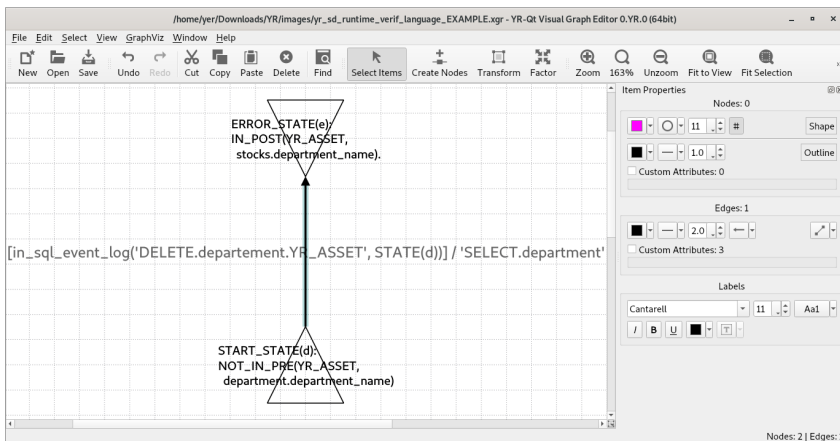 /home/yer/Downloads/YR/images/yr_sd_runtime_verif_language_EXAMPLE.xgr - YR-Qt Visual Graph Editor 0.YR.0 (64bit)
File Edit Select View GraphViz Window Help
New Open Save Undo Redo Cut Copy Paste Delete Find Select Items Create Nodes Transform Factor Zoom 163% Unzoom Fit to View Fit Selection
Item Properties
Nodes: 0
11 # Shape
1.0 Outline
Custom Attributes: 0
Edges: 1
2.0
Custom Attributes: 3
Labels
Cantarell 11 Aa1
I B U T
ERROR_STATE(e):
IN_POST(YR_ASSET,
stocks.department_name).
[in_sql_event_log('DELETE.departement.YR_ASSET', STATE(d))] / 'SELECT.department'
START_STATE(d):
NOT_IN_PRE(YR_ASSET,
department.department_name)
Nodes: 2 | Edges: